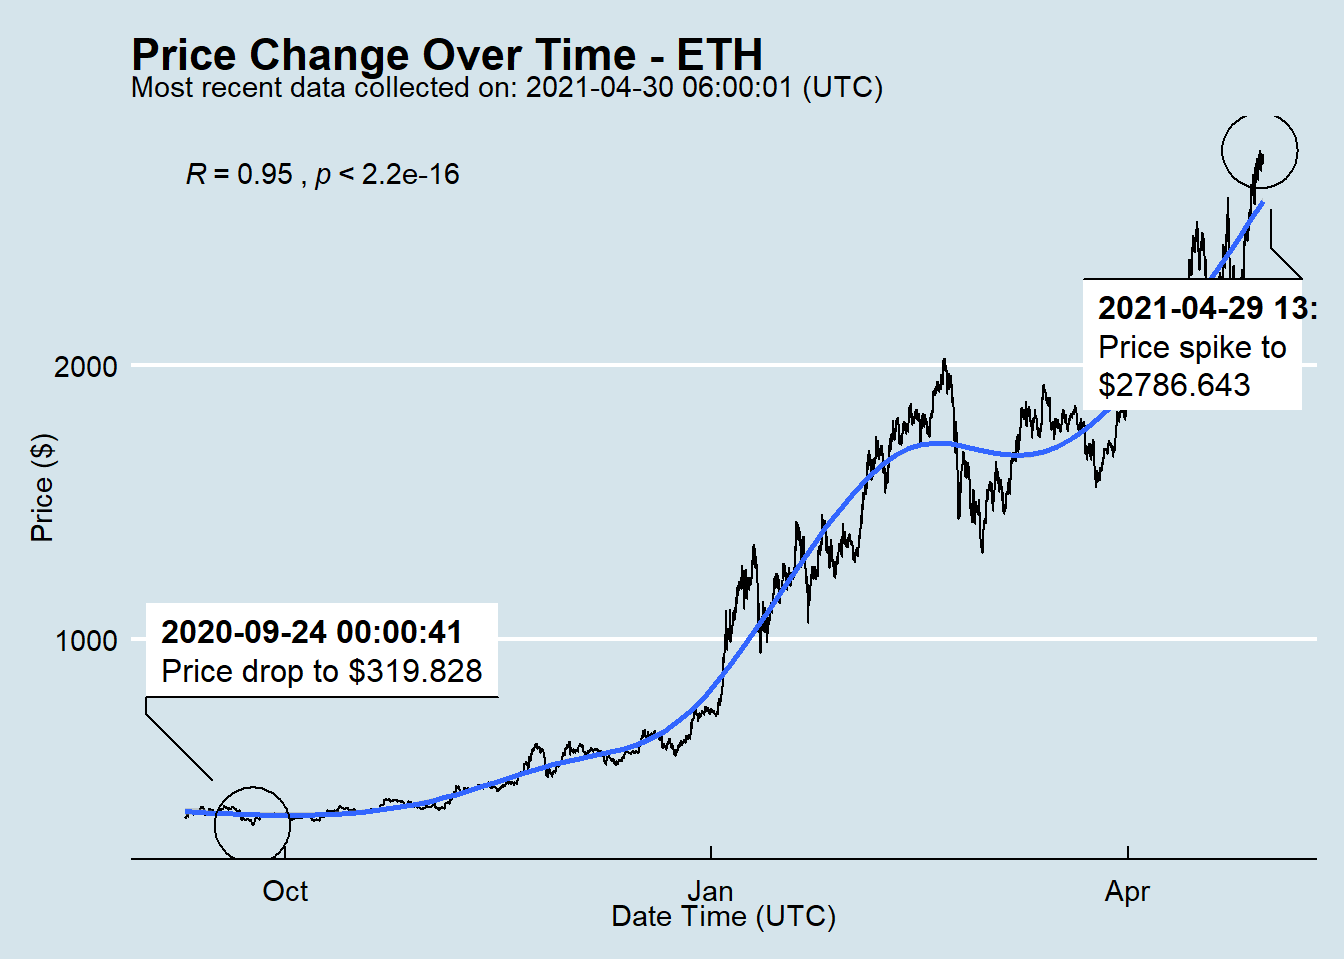 Price Change Over Time - ETH
Most recent data collected on: 2021-04-30 06:00:01 (UTC)
R = 0.95 , p < 2.2e-16
2021-04-29 13:
Price spike to
$2786.643
2000
Price ($)
1000
2020-09-24 00:00:41
Price drop to $319.828
Oct
Jan
Apr
Date Time (UTC)